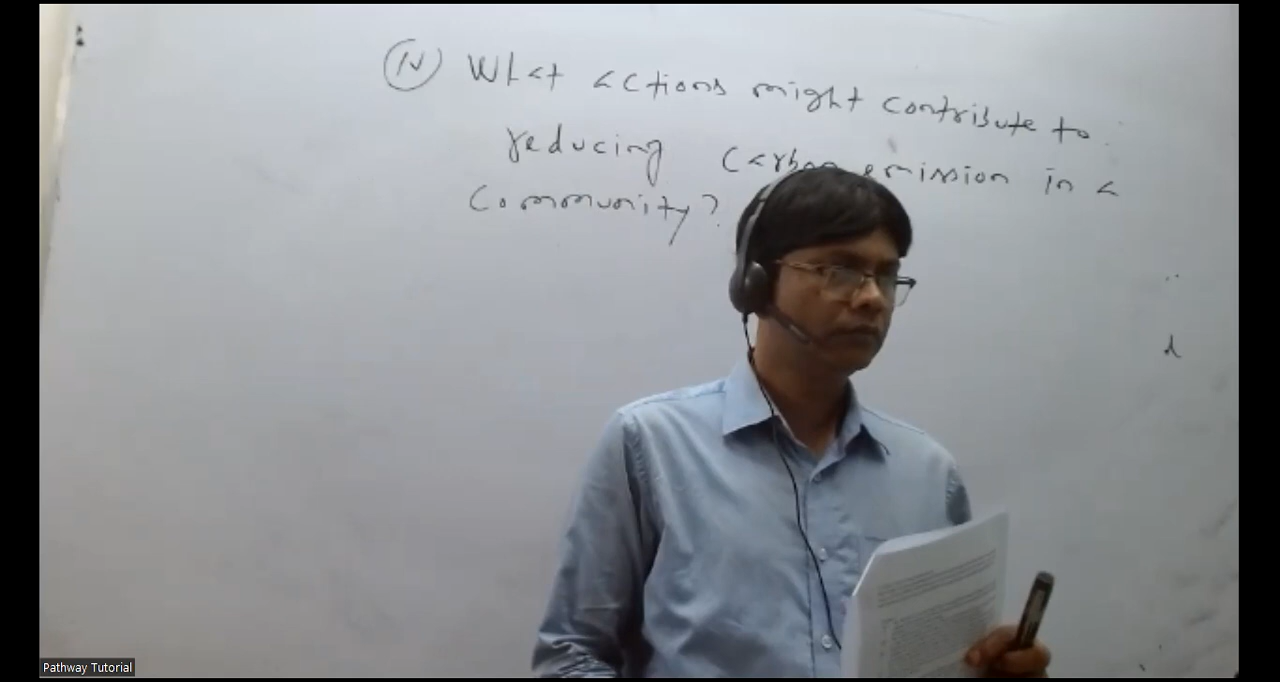 (iv) What actions might contribute to
reducing carbon emission in a
Community?
Pathway Tutorial